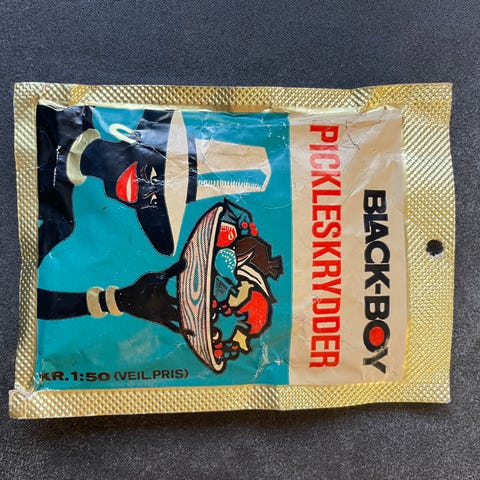 BLACK-BOY
PICKLESKRYDDER
KR.1:50 (VEIL.PRIS)